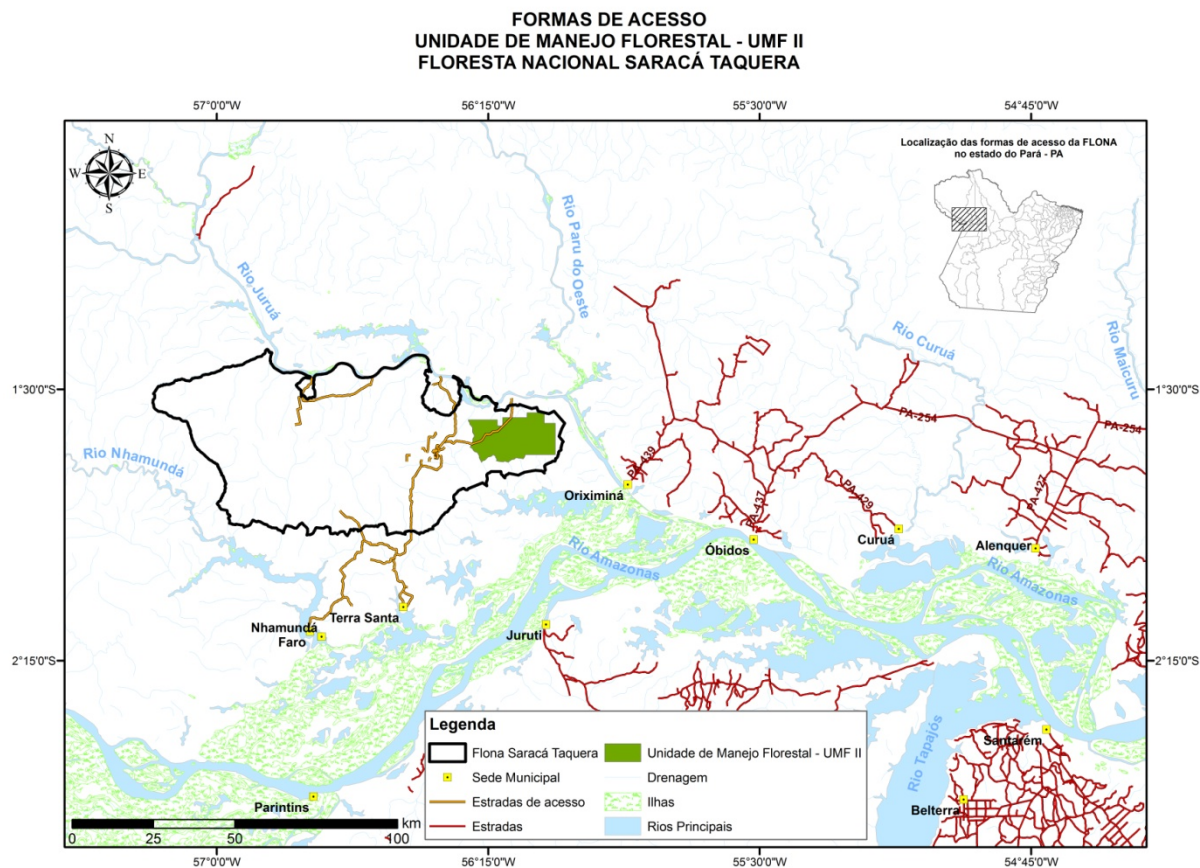 FORMAS DE ACESSO
UNIDADE DE MANEJO FLORESTAL - UMF II
FLORESTA NACIONAL SARACÁ TAQUERA
57°0'0"W
56°15'0"W
55°30'0"W
54°45'0"W
N
W
E
S
Localização das formas de acesso da FLONA
no estado do Pará - PA
Rio Juruá
Rio Paru do Oeste
Rio Curuá
Rio Maicuru
1°30'0"S
1°30'0"S
PA-254
PA-254
Rio Nhamundá
PA-439
PA-437
PA-429
PA-427
Oriximiná
Óbidos
Curuá
Alenquer
Rio Amazonas
Rio Amazonas
Terra Santa
Nhamundá
Faro
Juruti
2°15'0"S
2°15'0"S
Rio Tapajós
Santarém
Belterra
Parintins
Legenda
Flona Saracá Taquera
Unidade de Manejo Florestal - UMF II
Sede Municipal
Drenagem
Estradas de acesso
Ilhas
Estradas
Rios Principais
km
0
25
50
100
57°0'0"W
56°15'0"W
55°30'0"W
54°45'0"W